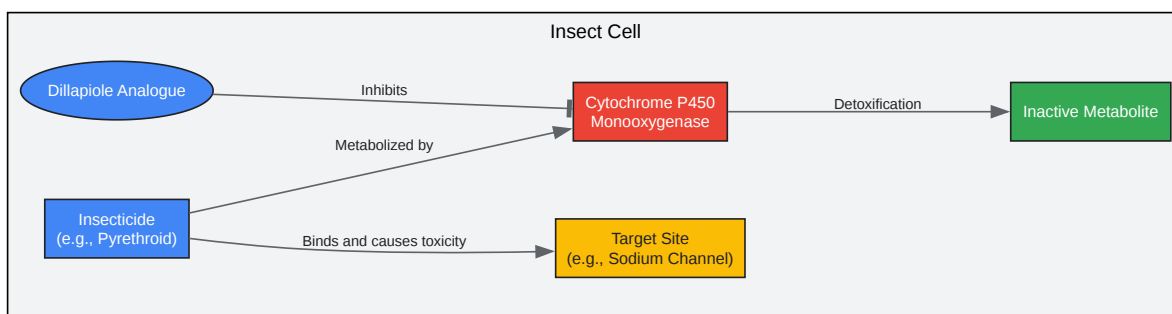 Insect Cell
Dillapiole Analogue
Inhibits
Cytochrome P450
Monooxygenase
Detoxification
Inactive Metabolite
Metabolized by
Insecticide
(e.g., Pyrethroid)
Binds and causes toxicity
Target Site
(e.g., Sodium Channel)